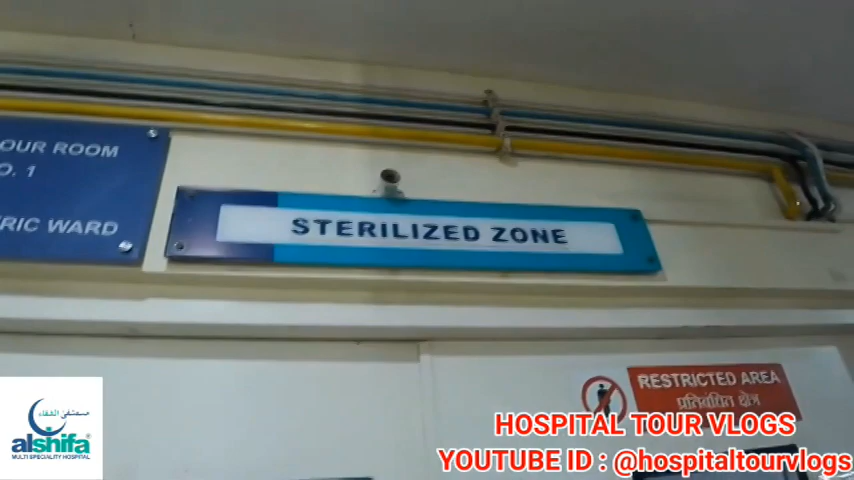 OUR ROOM
O. 1
RIC WARD
STERILIZED ZONE
RESTRICTED AREA
प्रतिबंधित क्षेत्र
مستشفى الشفاء
alshifa
MULTI SPECIALITY HOSPITAL
HOSPITAL TOUR VLOGS
YOUTUBE ID : @hospitaltourvlogs